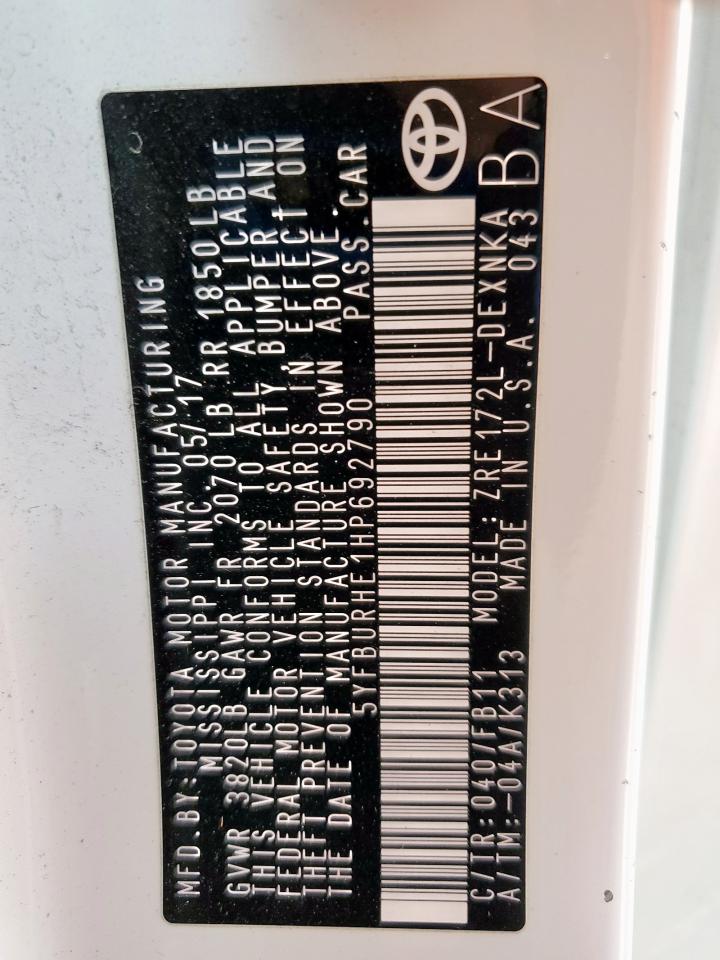 MFD.BY:TOYOTA MOTOR MANUFACTURING
MISSISSIPPI INC. 05/17
GVWR 3820LB GAWR FR 2070 LB RR 1850LB
THIS VEHICLE CONFORMS TO ALL APPLICABLE
FEDERAL MOTOR VEHICLE SAFETY BUMPER AND
THEFT PREVENTION STANDARDS IN EFFECT ON
THE DATE OF MANUFACTURE SHOWN ABOVE.
5YFBURHE1HP692790 PASS.CAR
C/TR:040/FB11 MODEL: ZRE172L-DEXNKA
A/TM:-04A/K313 MADE IN U.S.A. 043
BA